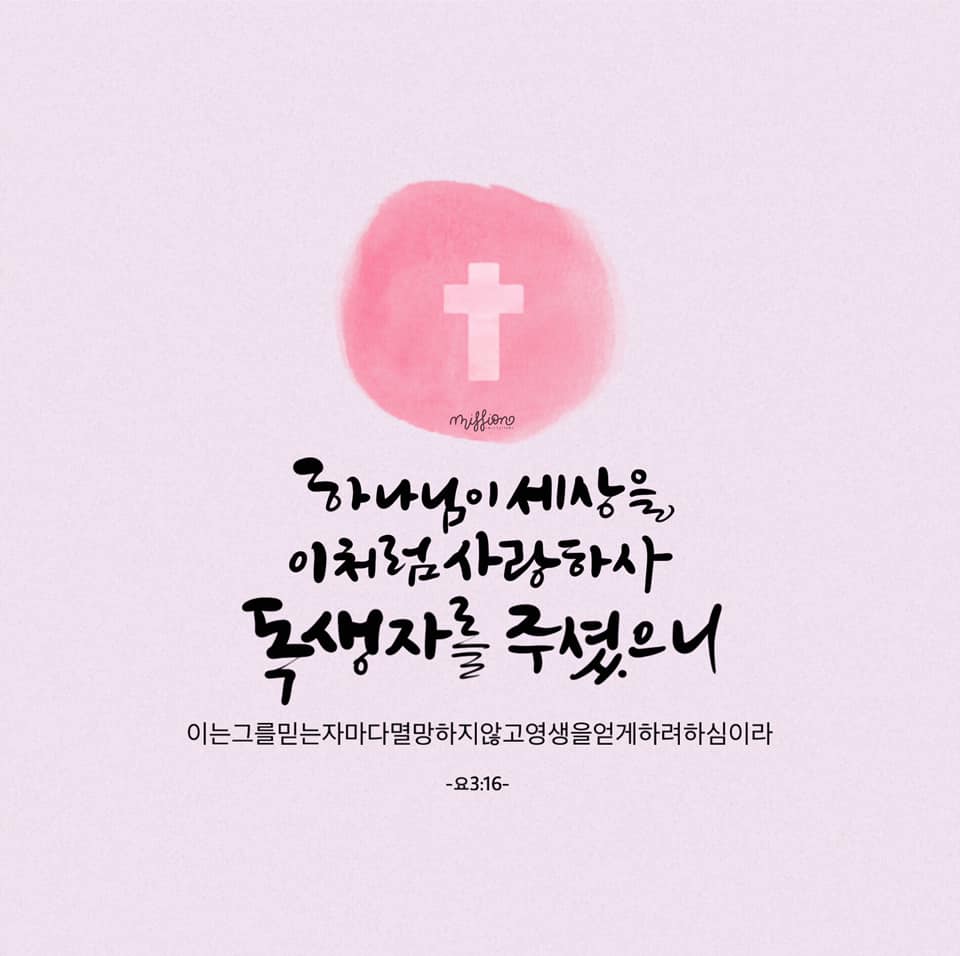 mission
하나님이 세상을
이처럼 사랑하사
독생자를 주셨으니
이는그를믿는자마다멸망하지않고영생을얻게하려하심이라
-요3:16-